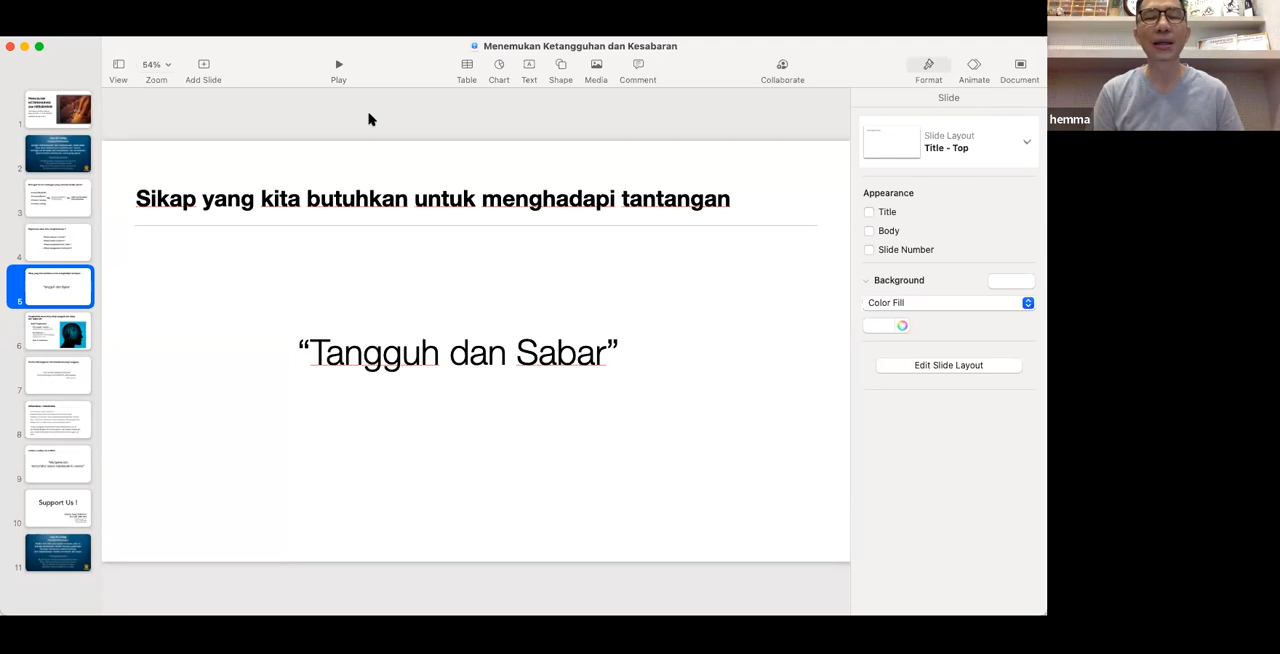 Menemukan Ketangguhan dan Kesabaran
54%
View
Zoom
Add Slide
Play
Table
Chart
Text
Shape
Media
Comment
Collaborate
Format
Animate
Document
hemma
Slide
Slide Layout
Title - Top
Appearance
Title
Body
Slide Number
Background
Color Fill
Edit Slide Layout
Sikap yang kita butuhkan untuk menghadapi tantangan
“Tangguh dan Sabar”
1
2
3
4
5
“Tangguh dan Sabar”
6
7
8
9
10
Support Us !
11